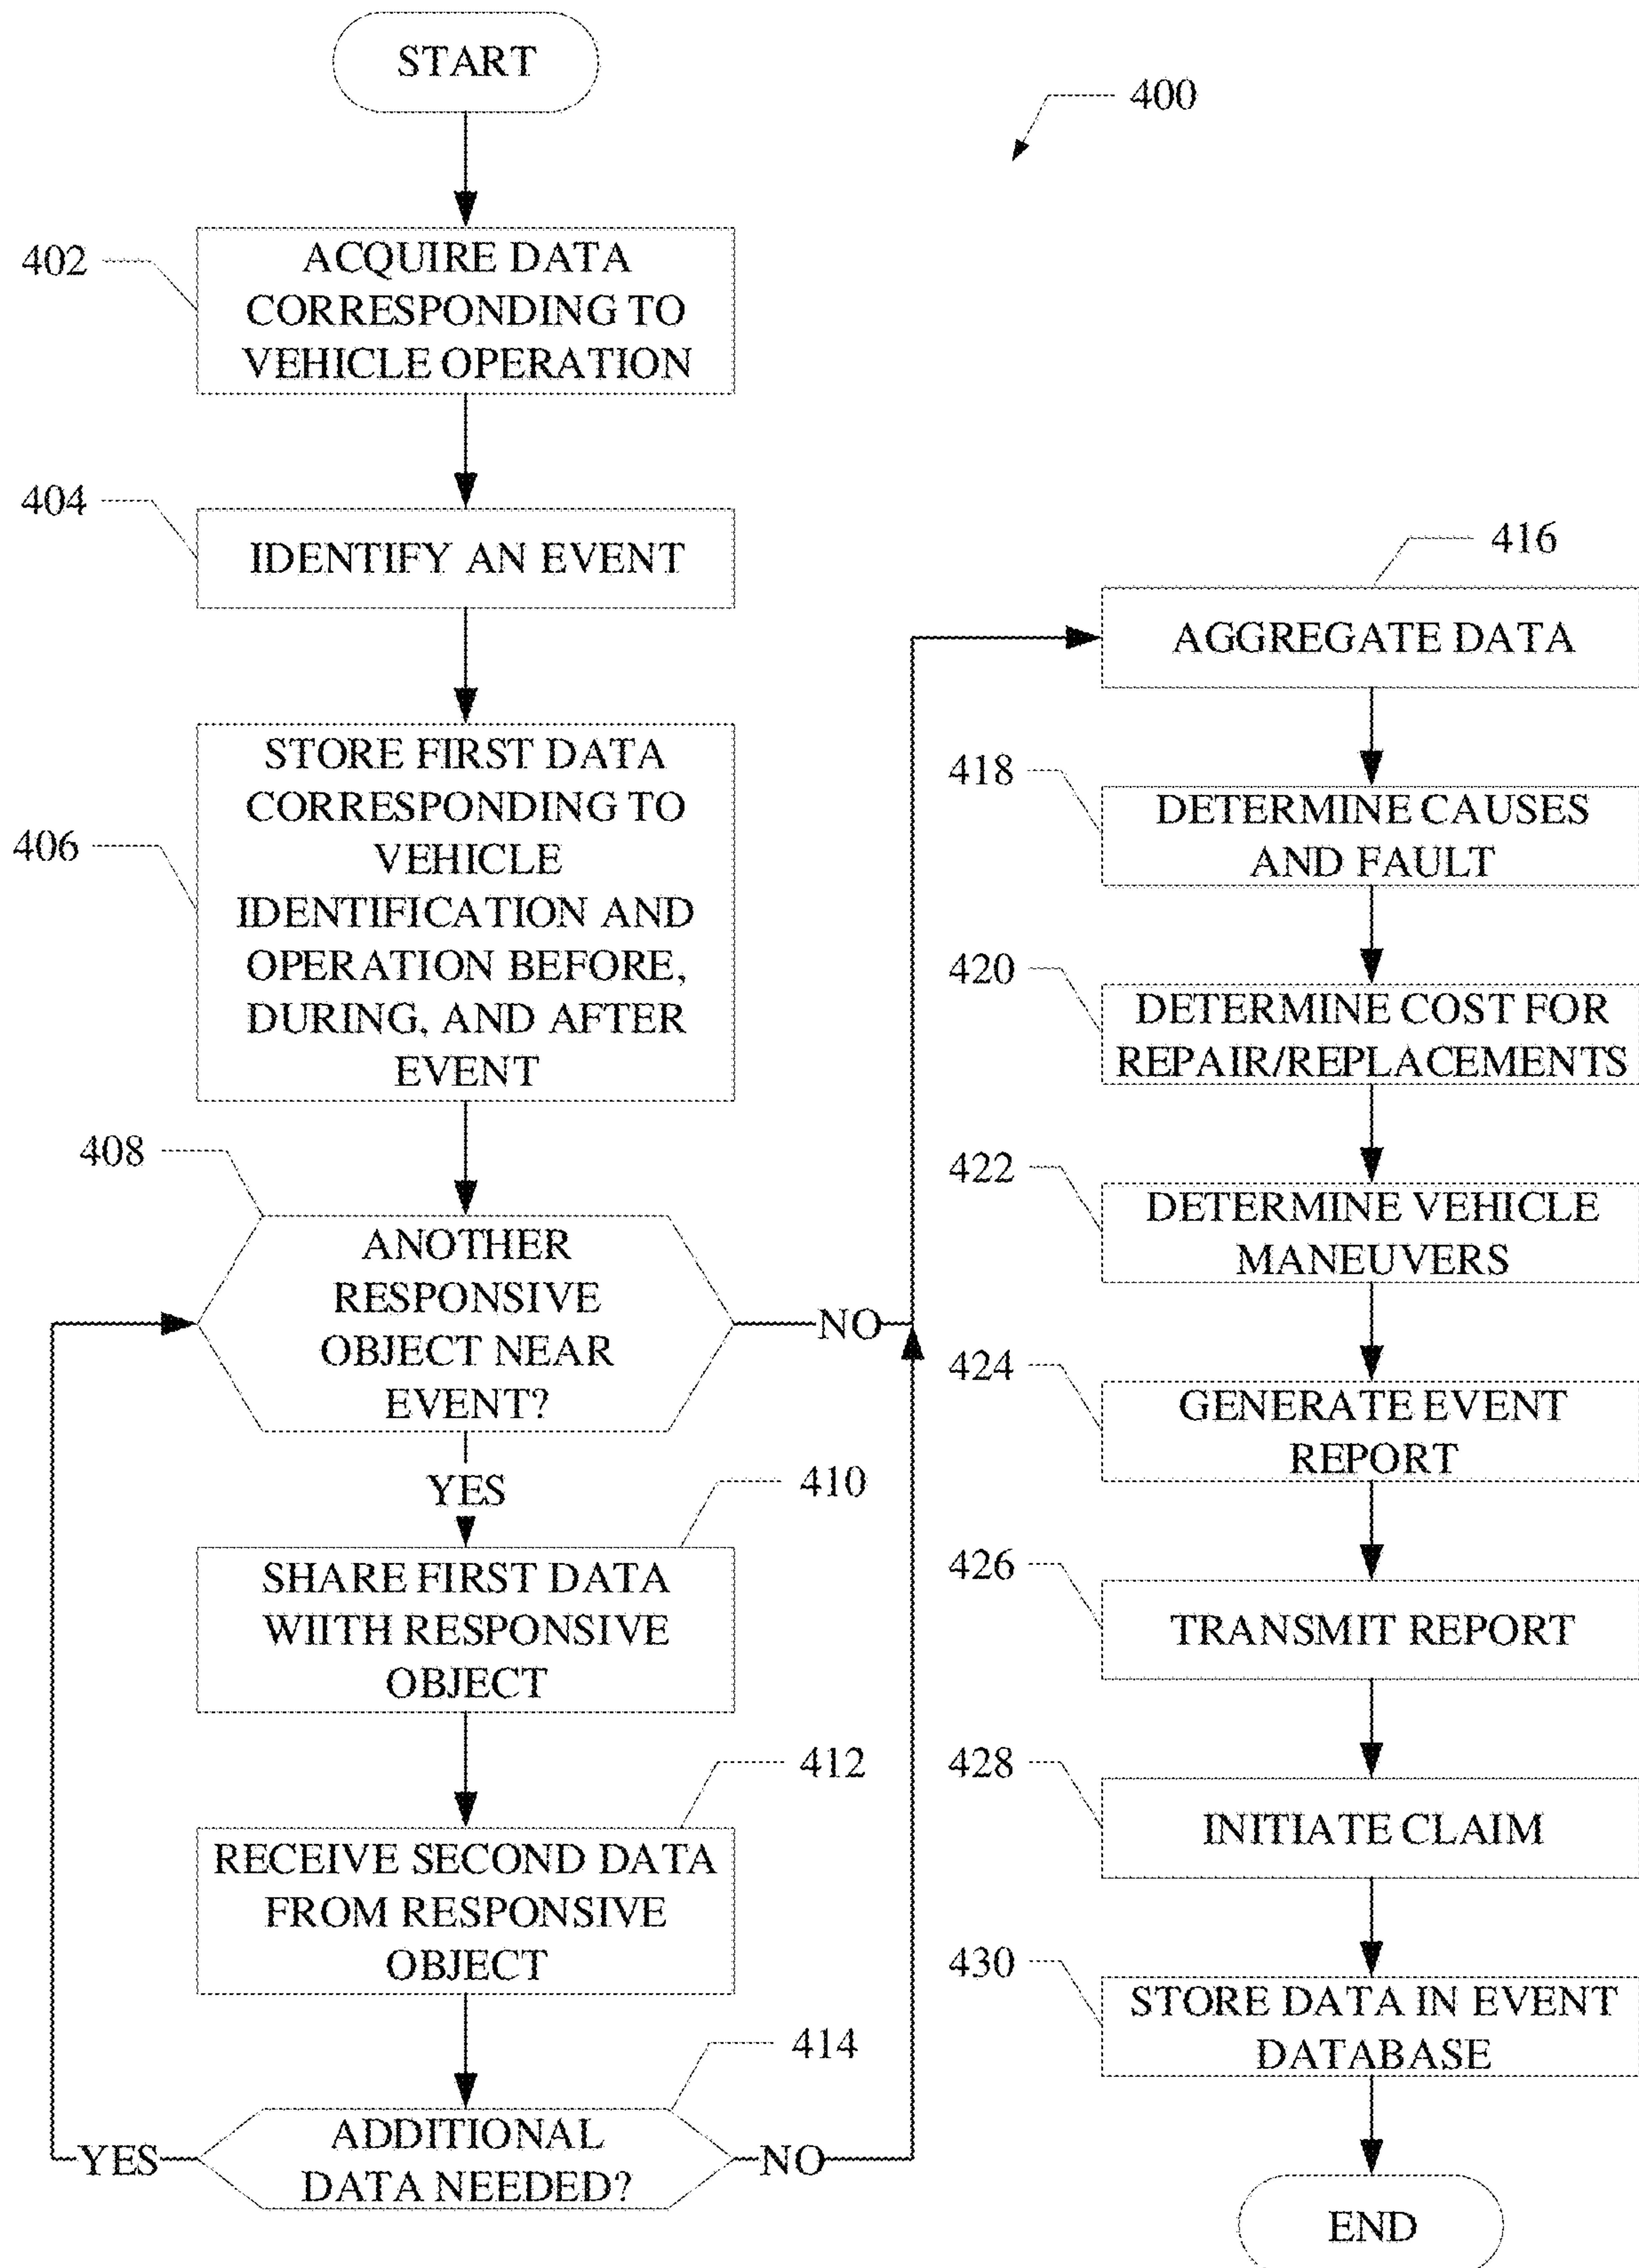 START
400
402
ACQUIRE DATA
CORRESPONDING TO
VEHICLE OPERATION
404
IDENTIFY AN EVENT
406
STORE FIRST DATA
CORRESPONDING TO
VEHICLE
IDENTIFICATION AND
OPERATION BEFORE,
DURING, AND AFTER
EVENT
408
ANOTHER
RESPONSIVE
OBJECT NEAR
EVENT?
NO
YES
410
SHARE FIRST DATA
WIITH RESPONSIVE
OBJECT
412
RECEIVE SECOND DATA
FROM RESPONSIVE
OBJECT
414
ADDITIONAL
DATA NEEDED?
YES
NO
416
AGGREGATE DATA
418
DETERMINE CAUSES
AND FAULT
420
DETERMINE COST FOR
REPAIR/REPLACEMENTS
422
DETERMINE VEHICLE
MANEUVERS
424
GENERATE EVENT
REPORT
426
TRANSMIT REPORT
428
INITIATE CLAIM
430
STORE DATA IN EVENT
DATABASE
END